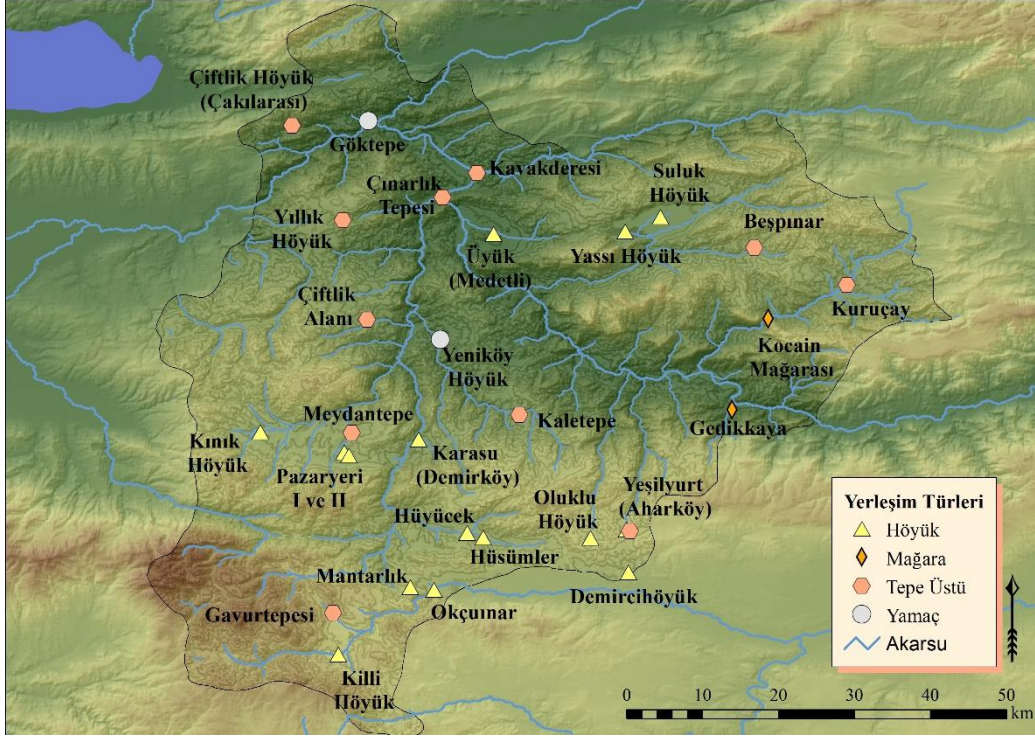 Çiftlik Höyük
(Çakılarası)
Göktepe
Kavakderesi
Çınarlık
Tepesi
Suluk
Höyük
Yıllık
Höyük
Beşpınar
Üyük
(Medetli)
Yassı Höyük
Çiftlik
Alanı
Kuruçay
Kocain
Mağarası
Yeniköy
Höyük
Meydantepe
Kaletepe
Gedikkaya
Kınık
Höyük
Pazaryeri
I ve II
Karasu
(Demirköy)
Oluklu
Höyük
Yeşilyurt
(Aharköy)
Hüyücek
Hüsümler
Mantarlık
Demircihöyük
Gavurtepesi
Okçuınar
Killi
Höyük
Yerleşim Türleri
Höyük
Mağara
Tepe Üstü
Yamaç
Akarsu
0 10 20 30 40 50
km